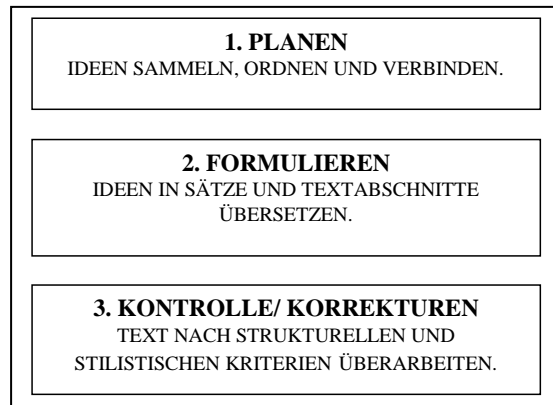 1. PLANEN
IDEEN SAMMELN, ORDNEN UND VERBINDEN.
2. FORMULIEREN
IDEEN IN SÄTZE UND TEXTABSCHNITTE
ÜBERSETZEN.
3. KONTROLLE/ KORREKTUREN
TEXT NACH STRUKTURELLEN UND
STILISTISCHEN KRITERIEN ÜBERARBEITEN.